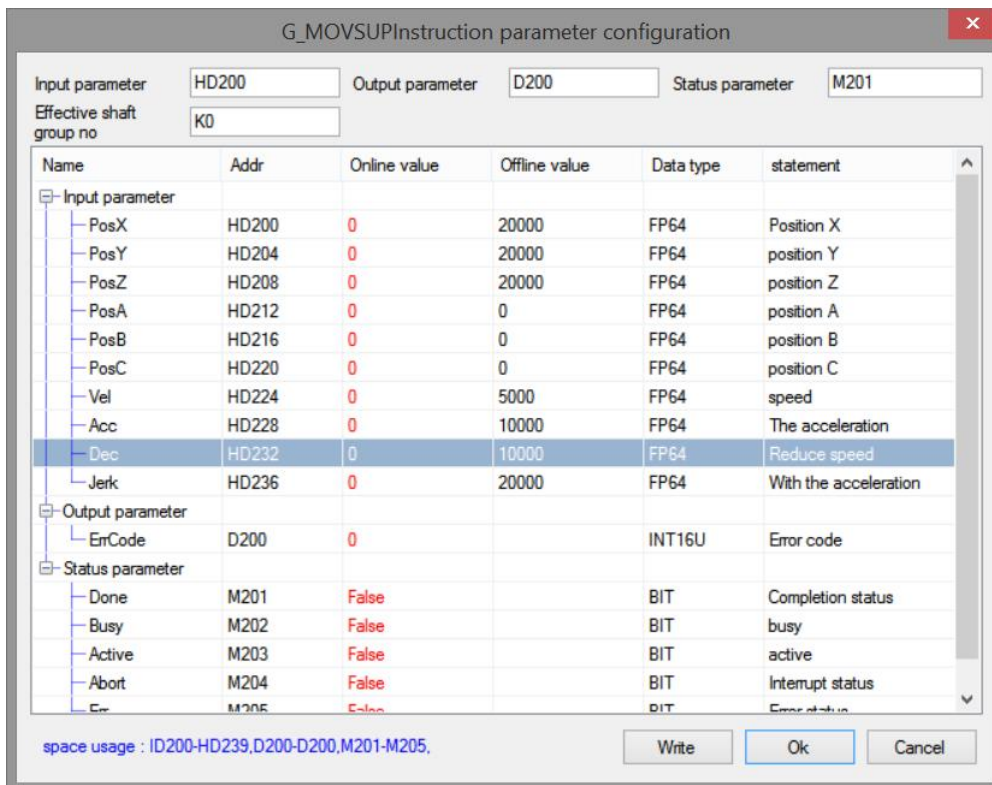 G_MOVSUPInstruction parameter configuration
Input parameter HD200 Output parameter D200 Status parameter M201
Effective shaft
group no K0
Name Addr Online value Offline value Data type statement
Input parameter
PosX HD200 0 20000 FP64 Position X
PosY HD204 0 20000 FP64 position Y
PosZ HD208 0 20000 FP64 position Z
PosA HD212 0 0 FP64 position A
PosB HD216 0 0 FP64 position B
PosC HD220 0 0 FP64 position C
Vel HD224 0 5000 FP64 speed
Acc HD228 0 10000 FP64 The acceleration
Dec HD232 0 10000 FP64 Reduce speed
Jerk HD236 0 20000 FP64 With the acceleration
Output parameter
ErrCode D200 0 INT16U Error code
Status parameter
Done M201 False BIT Completion status
Busy M202 False BIT busy
Active M203 False BIT active
Abort M204 False BIT Interrupt status
Err M205 False BIT Error status
space usage : ID200-HD239,D200-D200,M201-M205,
Write Ok Cancel